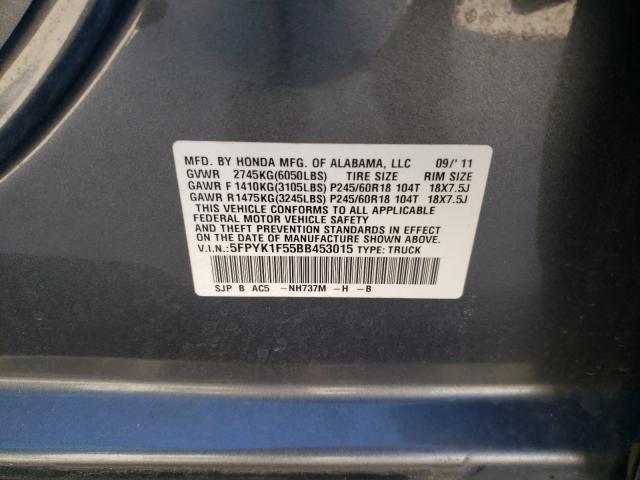 MFD. BY HONDA MFG. OF ALABAMA, LLC 09/'11
GVWR 2745KG(6050LBS) TIRE SIZE RIM SIZE
GAWR F 1410KG(3105LBS) P245/60R18 104T 18X7.5J
GAWR R1475KG(3245LBS) P245/60R18 104T 18X7.5J
THIS VEHICLE CONFORMS TO ALL APPLICABLE
FEDERAL MOTOR VEHICLE SAFETY
AND THEFT PREVENTION STANDARDS IN EFFECT
ON THE DATE OF MANUFACTURE SHOWN ABOVE.
V.I.N.:5FPYK1F55BB453015 TYPE: TRUCK
SJP B AC5 -NH737M -H -B